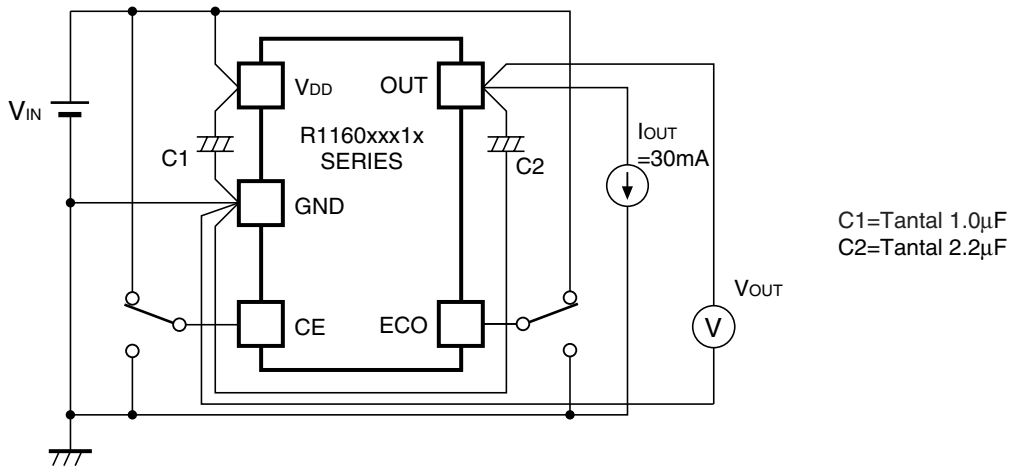 VDD
OUT
VIN
R1160xxx1x
SERIES
C1
C2
IOUT
=30mA
GND
C1=Tantal 1.0μF
C2=Tantal 2.2μF
VOUT
CE
ECO
V